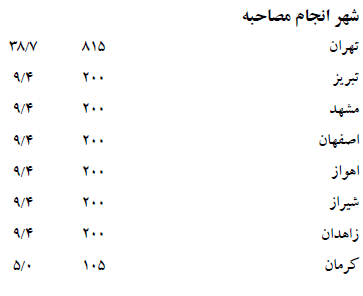 شهر انجام مصاحبه
تهران ۸۱۵ ۳۸/۷
تبریز ۲۰۰ ۹/۴
مشهد ۲۰۰ ۹/۴
اصفهان ۲۰۰ ۹/۴
اهواز ۲۰۰ ۹/۴
شیراز ۲۰۰ ۹/۴
زاهدان ۲۰۰ ۹/۴
کرمان ۱۰۵ ۵/۰